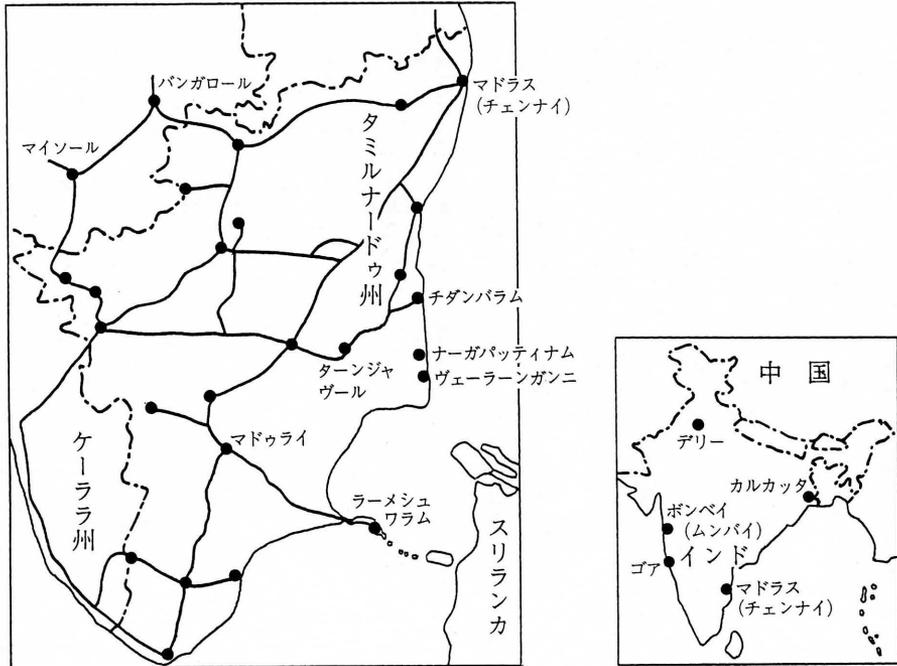 バンガロール
マドラス
(チェンナイ)
マイソール
タミルナードゥ州
チダンバラム
ナーガパッティナム
ヴェーラーンガンニ
ターンジャ
ヴール
ケーララ州
マドゥライ
ラーメシュ
ワラム
スリランカ
中国
デリー
カルカッタ
ボンベイ
(ムンバイ)
インド
ゴア
マドラス
(チェンナイ)